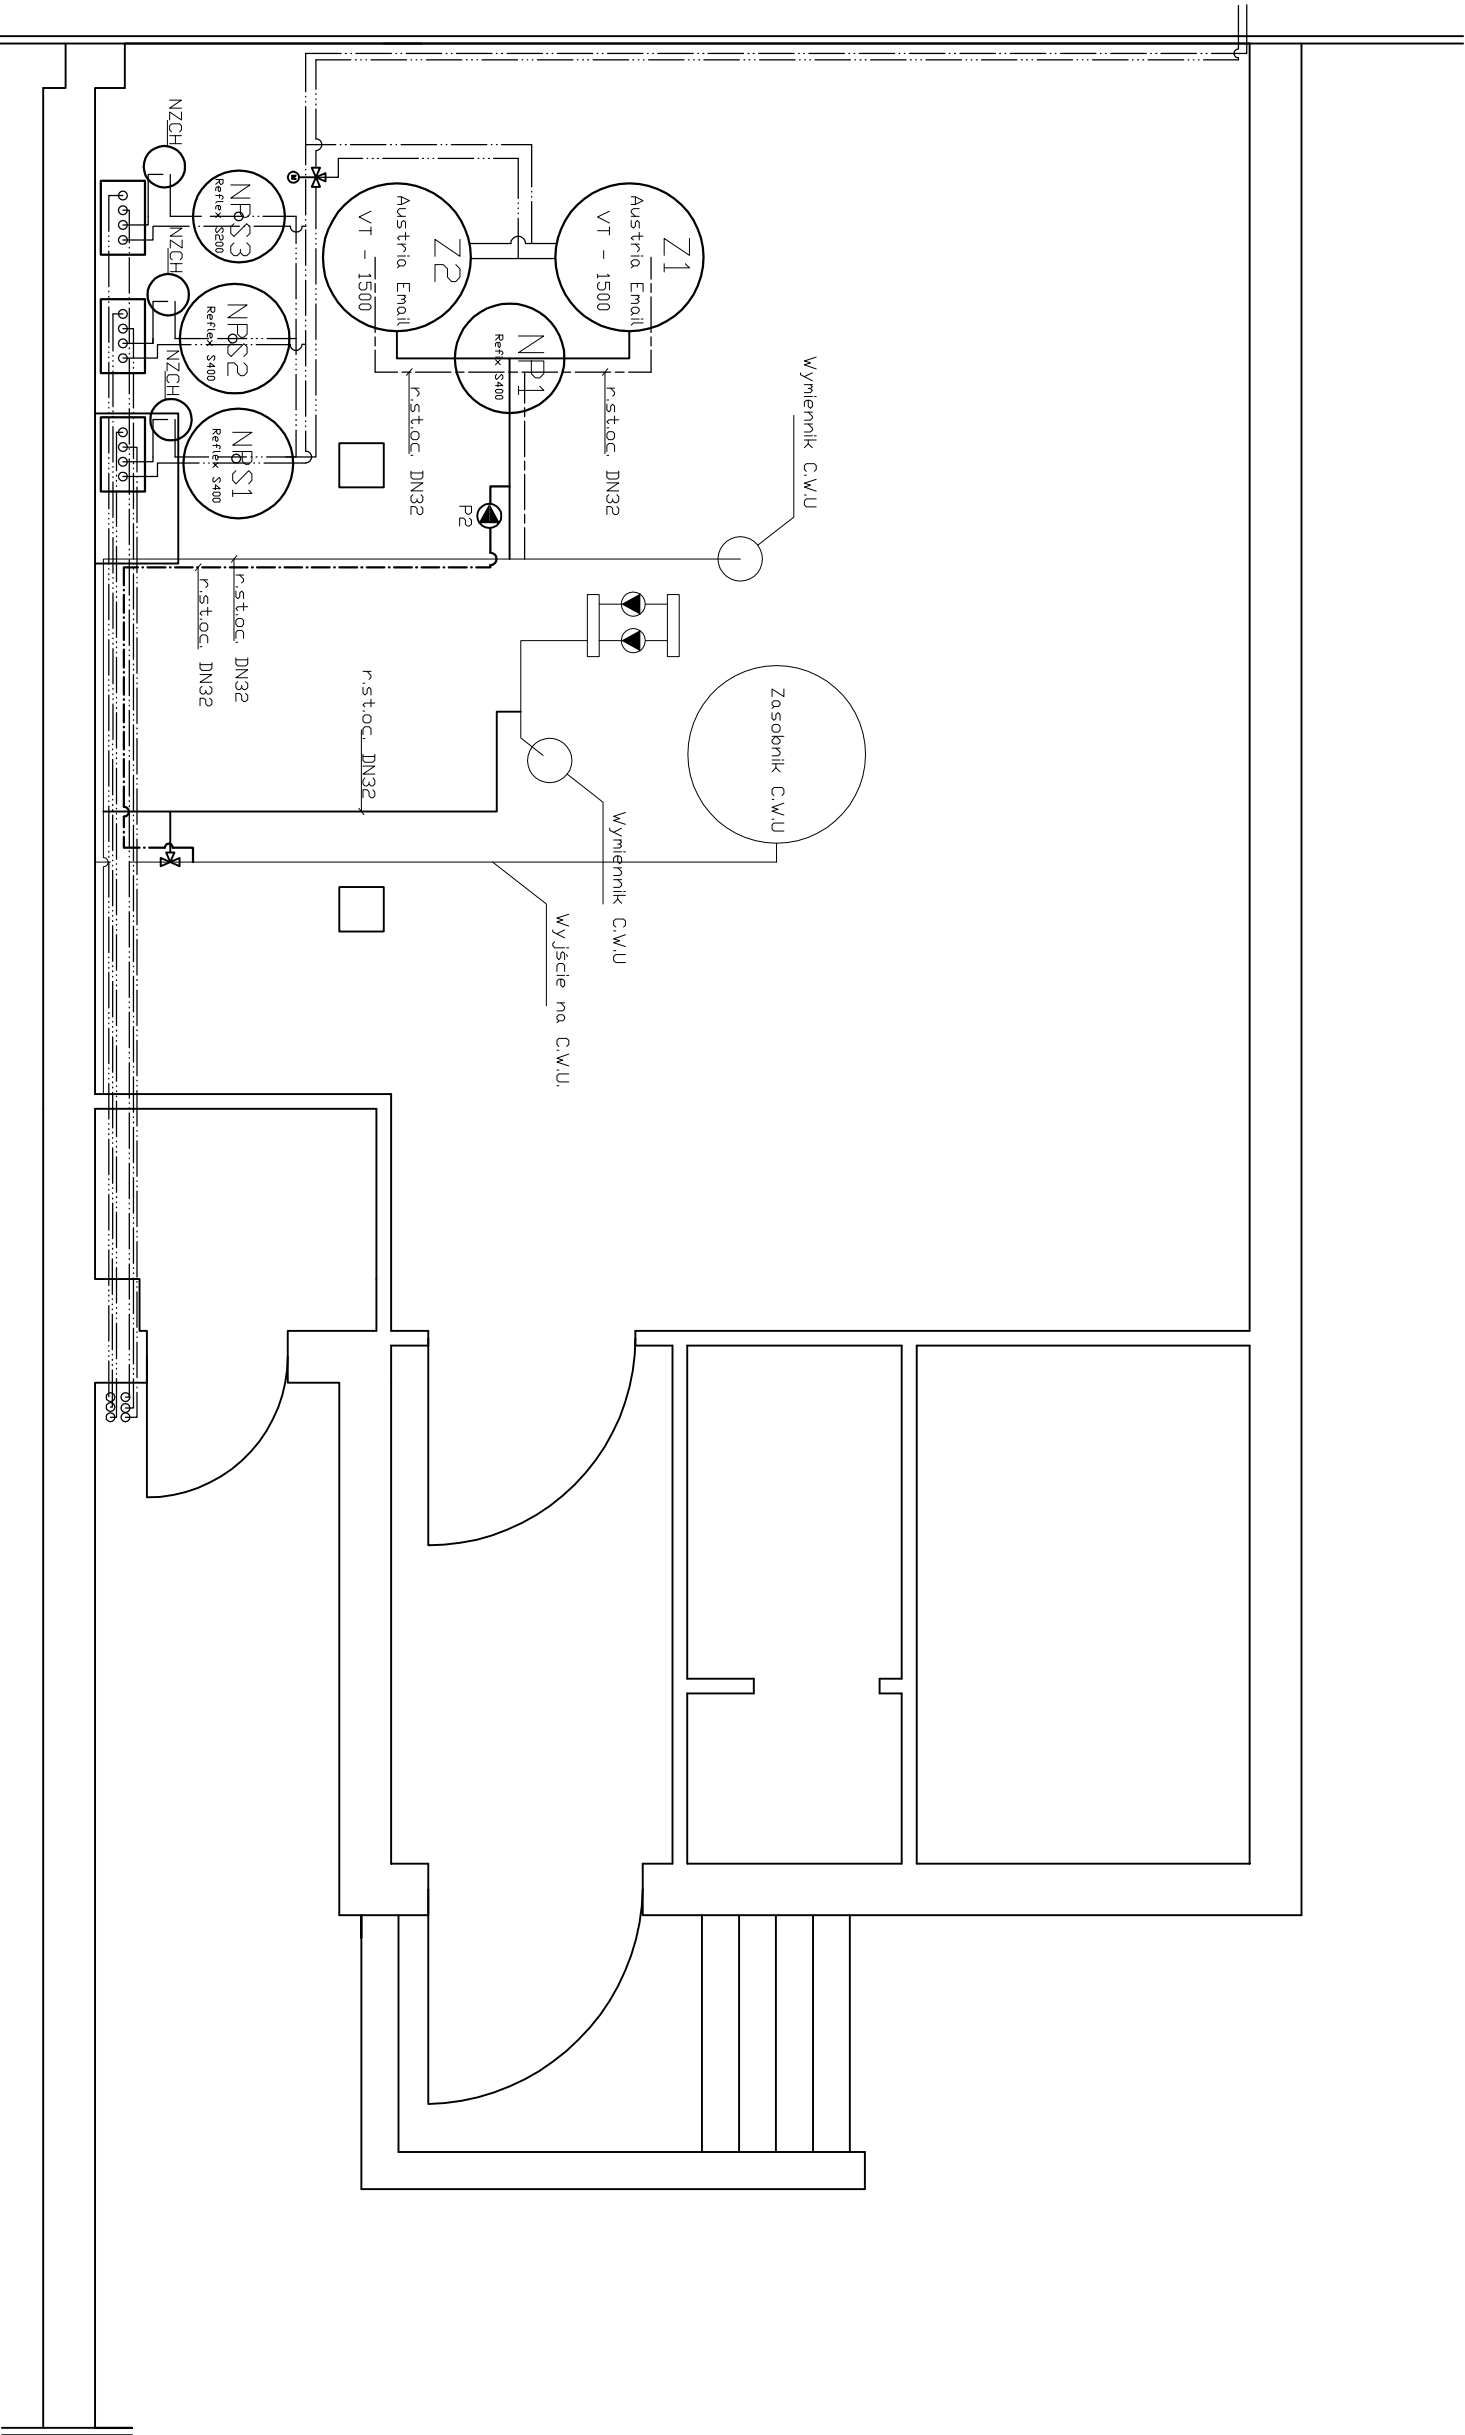 Z1
Austria Email
VT - 1500
Z2
Austria Email
VT - 1500
NP1
Refix S400
NZCH
NRS3
Reflex S200
NZCH
NRS2
Reflex S400
NZCH
NRS1
Reflex S400
Wymiennik C.W.U
r.st.oc. DN32
r.st.oc. DN32
P2
r.st.oc. DN32
r.st.oc. DN32
r.st.oc. DN32
Zasobnik C.W.U
Wymiennik C.W.U
Wyjście na C.W.U.
M